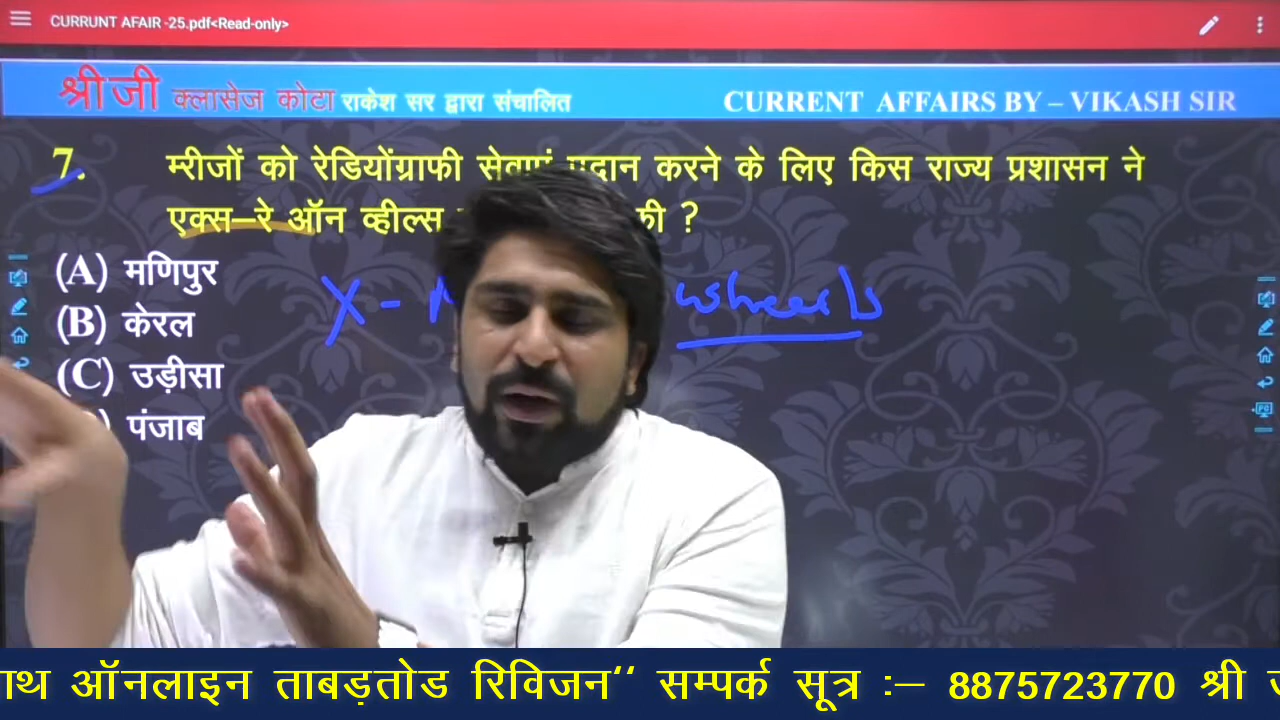 CURRUNT AFAIR -25.pdf<Read-only>
श्रीजी क्लासेज कोटा राकेश सर द्वारा संचालित CURRENT AFFAIRS BY – VIKASH SIR
7. म्रीजों को रेडियोंग्राफी सेवाएं प्रदान करने के लिए किस राज्य प्रशासन ने
एक्स–रे ऑन व्हील्स की ?
(A) मणिपुर
X - wheels
(B) केरल
(C) उड़ीसा
) पंजाब
ऑनलाइन ताबड़तोड रिविजन‘‘ सम्पर्क सूत्र :– 8875723770 श्री